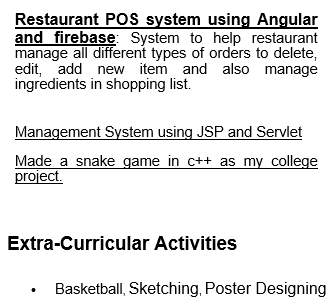 Restaurant POS system using Angular
and firebase: System to help restaurant
manage all different types of orders to delete,
edit, add new item and also manage
ingredients in shopping list.
Management System using JSP and Servlet
Made a snake game in c++ as my college
project.
Extra-Curricular Activities
• Basketball, Sketching, Poster Designing